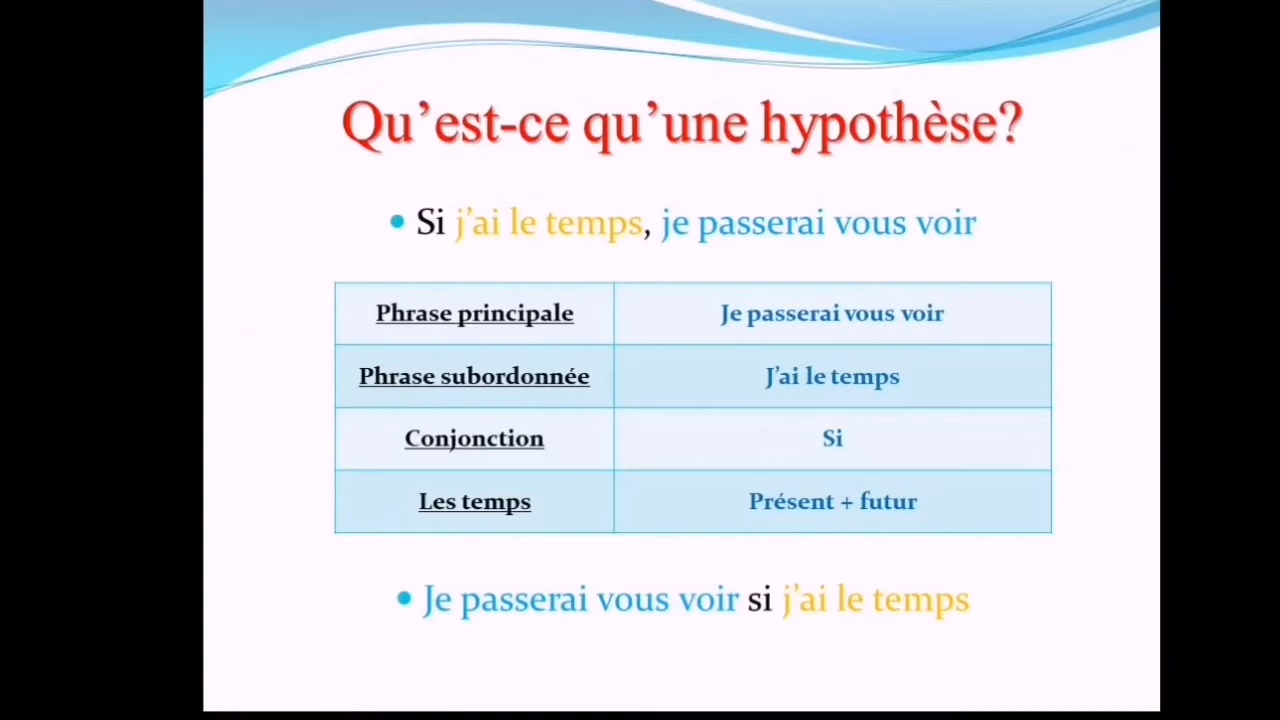 Qu’est-ce qu’une hypothèse?
• Si j’ai le temps, je passerai vous voir
Phrase principale Je passerai vous voir
Phrase subordonnée J’ai le temps
Conjonction Si
Les temps Présent + futur
• Je passerai vous voir si j’ai le temps